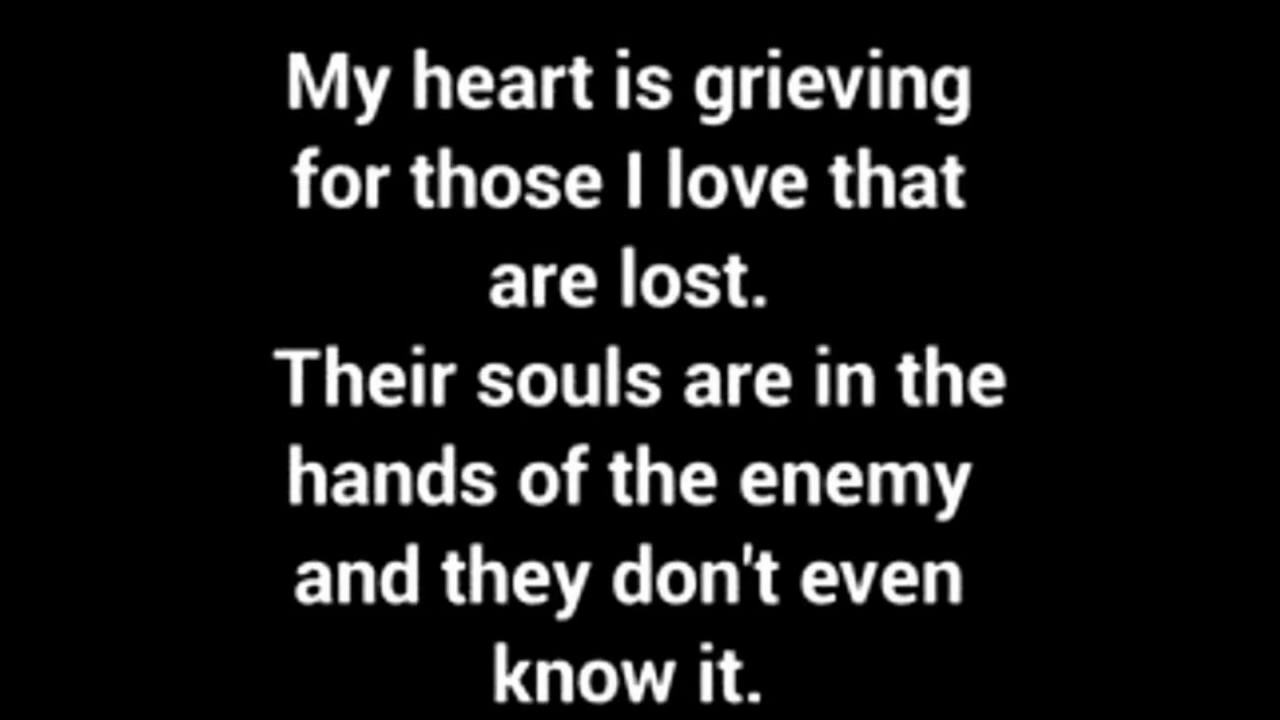 My heart is grieving
for those I love that
are lost.
Their souls are in the
hands of the enemy
and they don't even
know it.